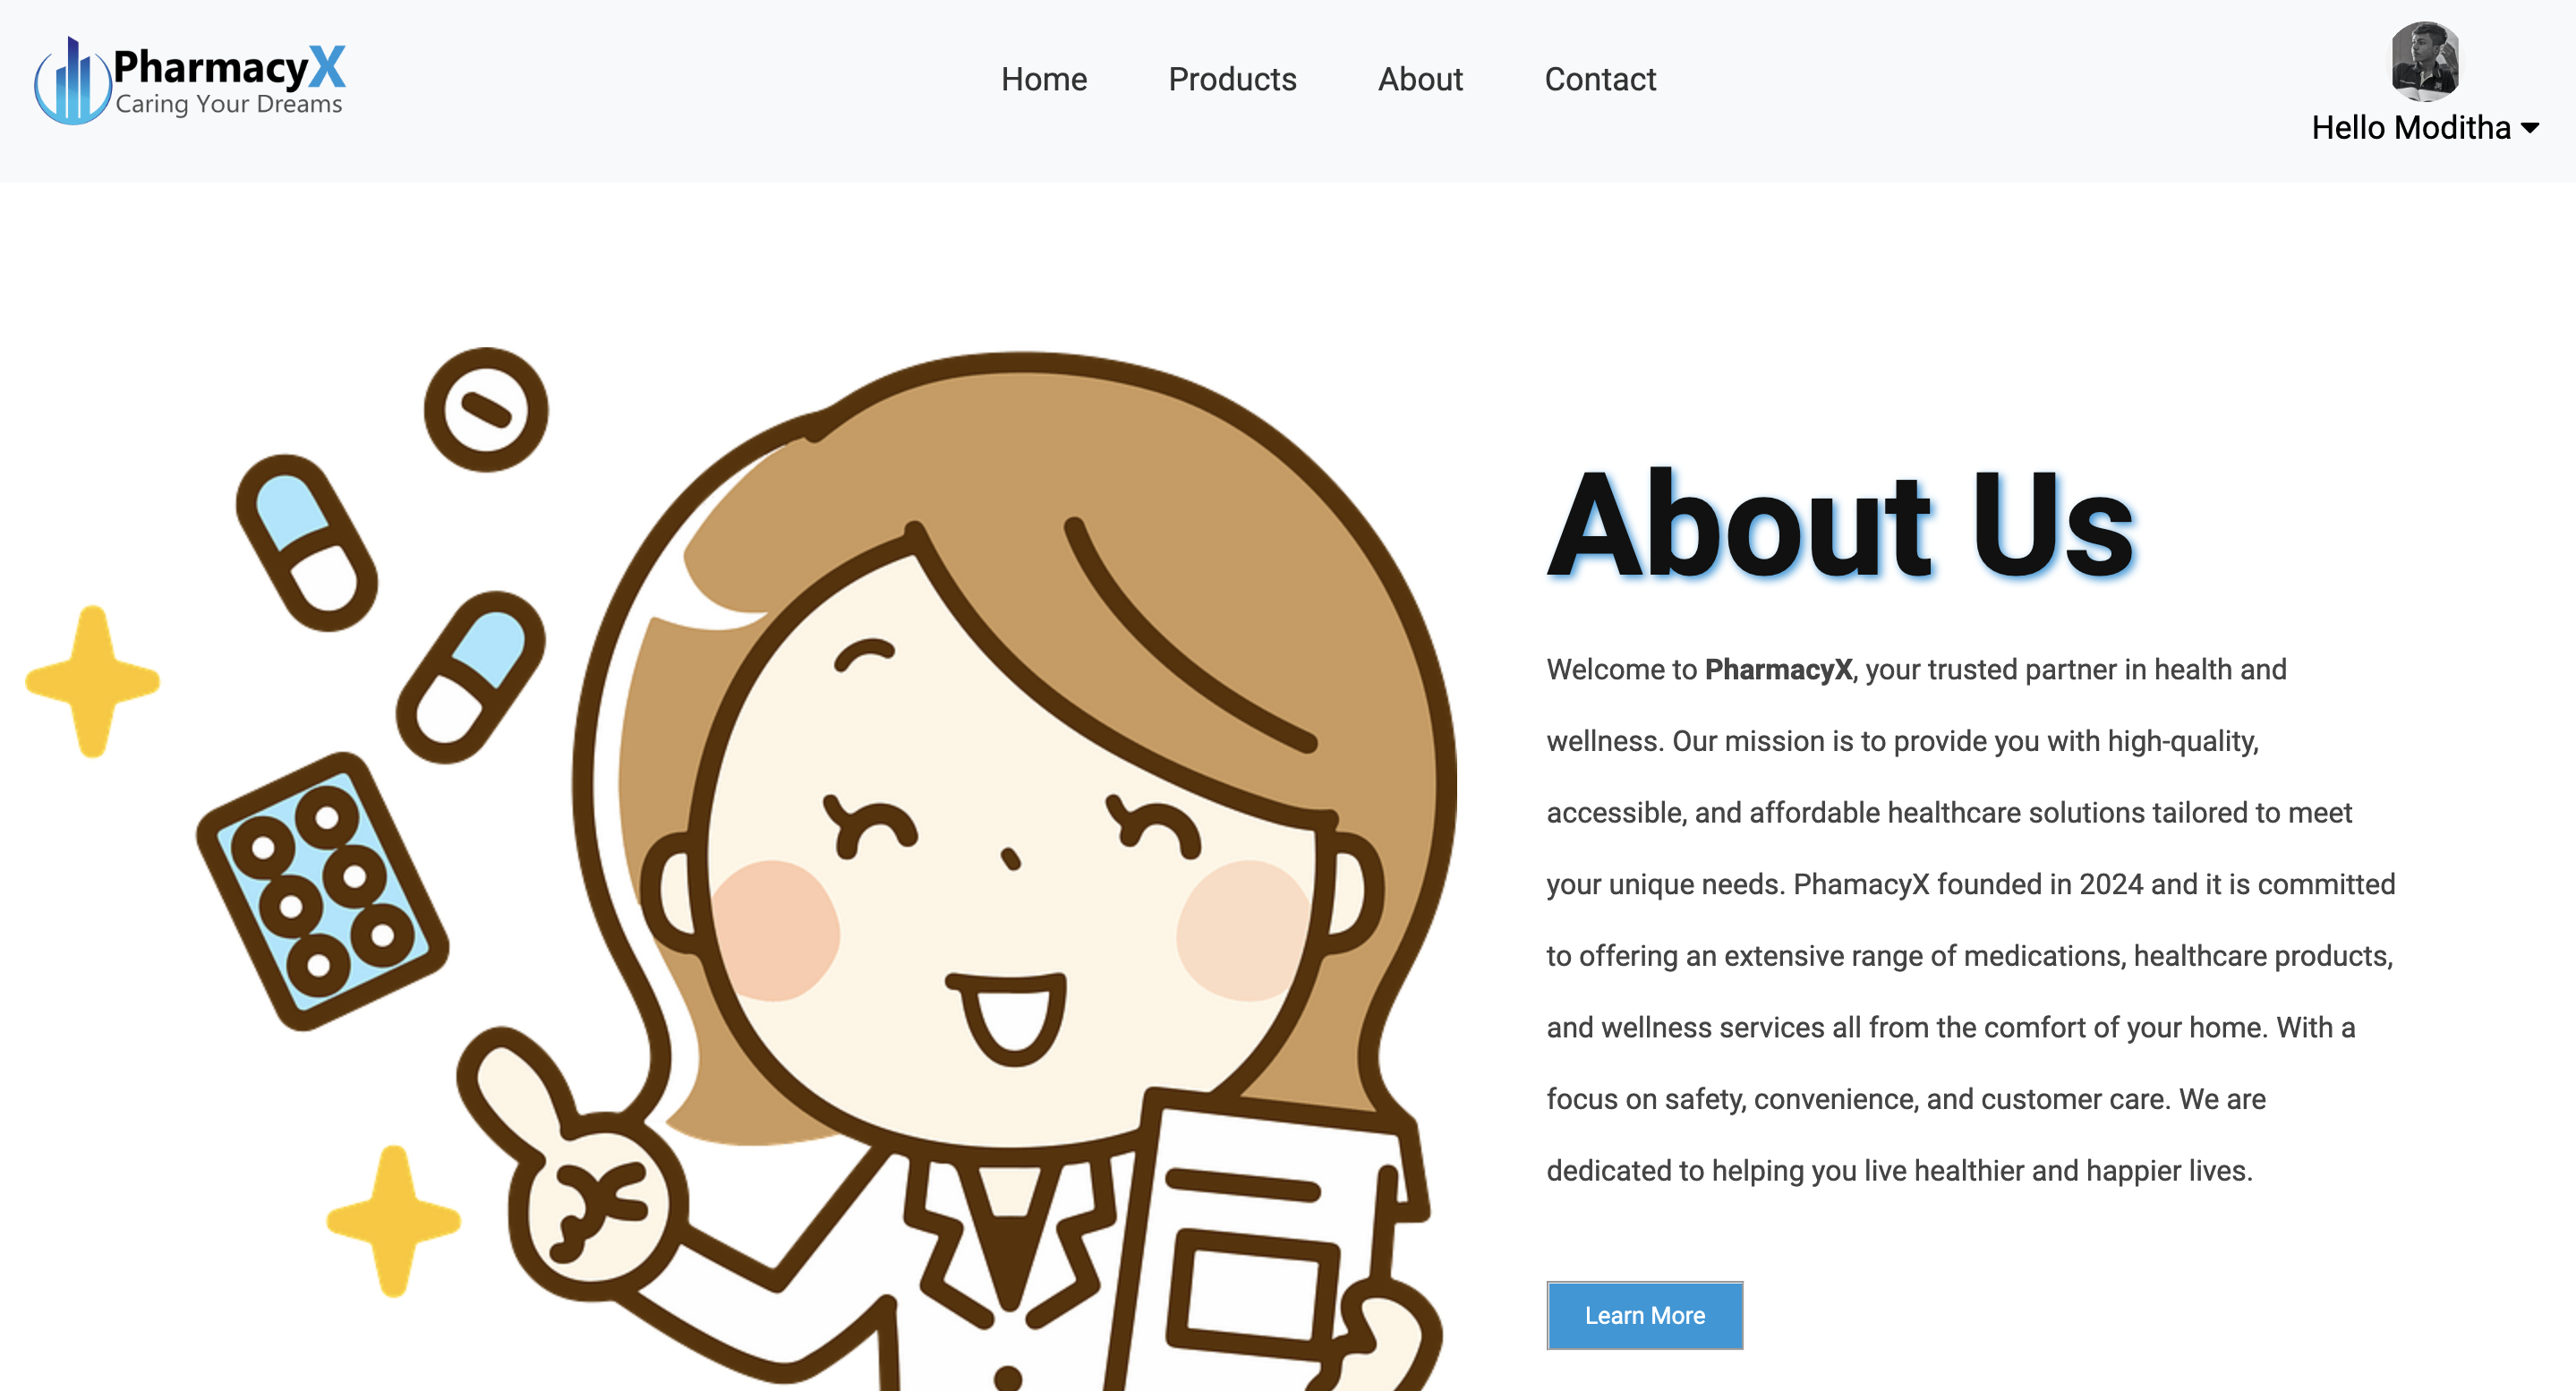 PharmacyX
Caring Your Dreams
Home Products About Contact
Hello Moditha
About Us
Welcome to PharmacyX, your trusted partner in health and
wellness. Our mission is to provide you with high-quality,
accessible, and affordable healthcare solutions tailored to meet
your unique needs. PhamacyX founded in 2024 and it is committed
to offering an extensive range of medications, healthcare products,
and wellness services all from the comfort of your home. With a
focus on safety, convenience, and customer care. We are
dedicated to helping you live healthier and happier lives.
Learn More